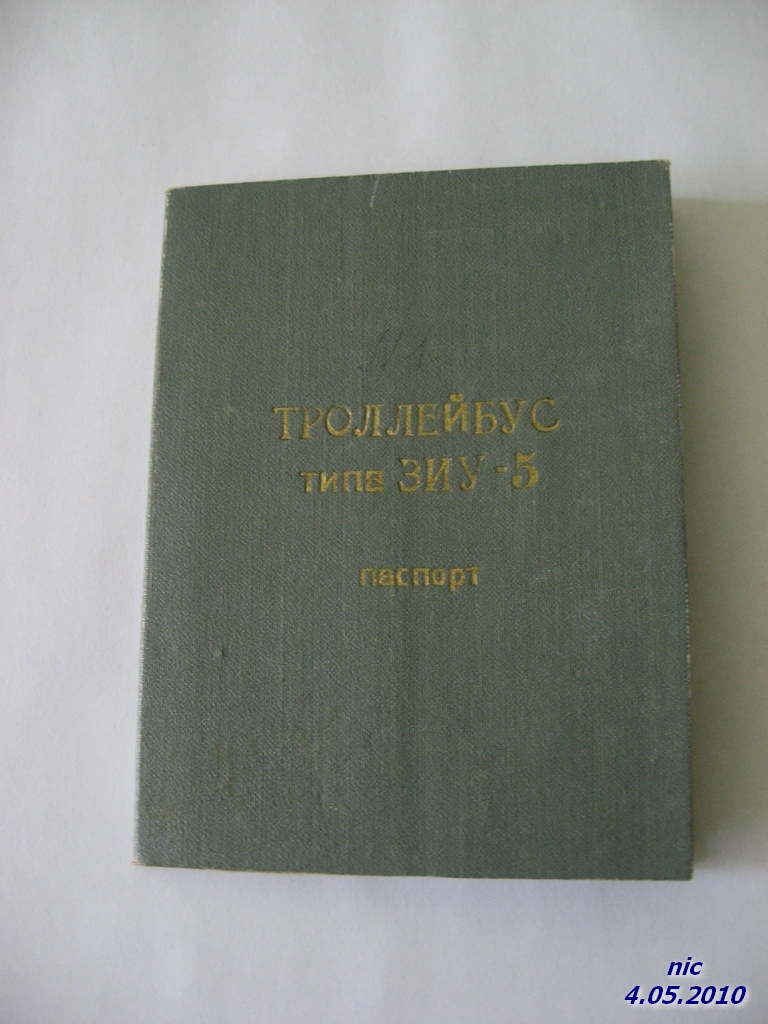 ТРОЛЛЕЙБУС
типа ЗИУ-5
паспорт
nic
4.05.2010